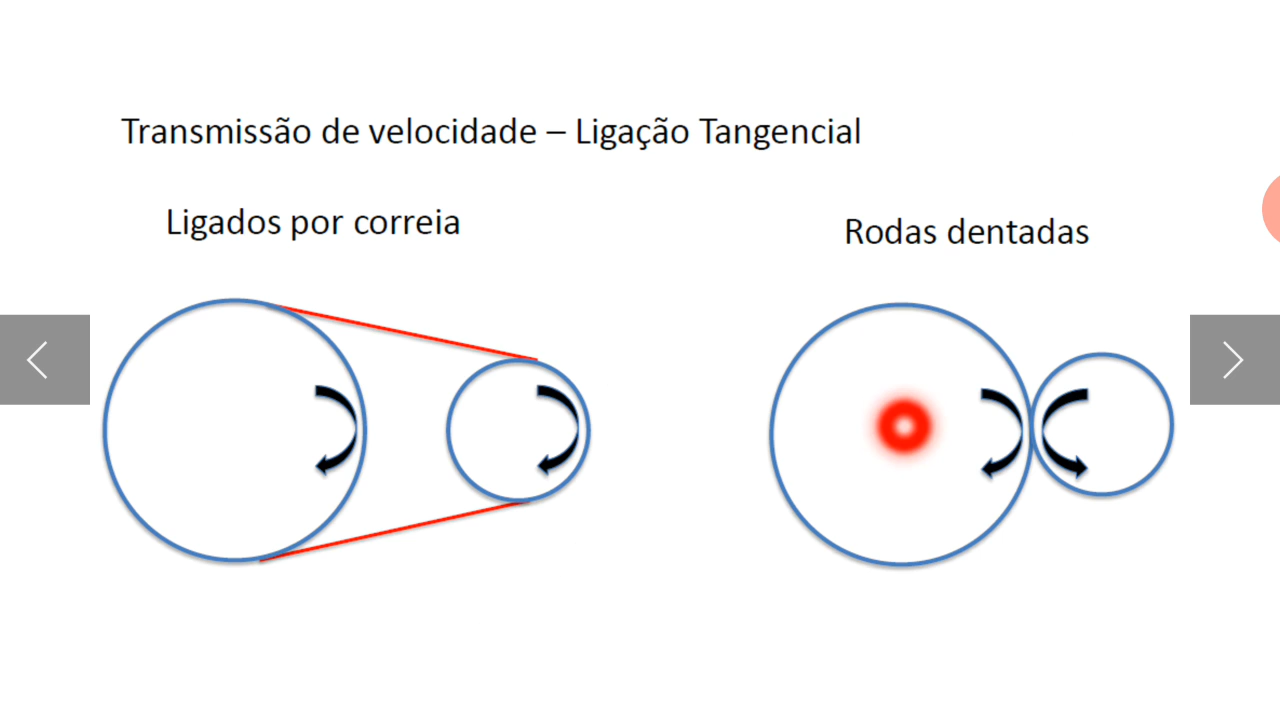 Transmissão de velocidade – Ligação Tangencial
Ligados por correia
Rodas dentadas